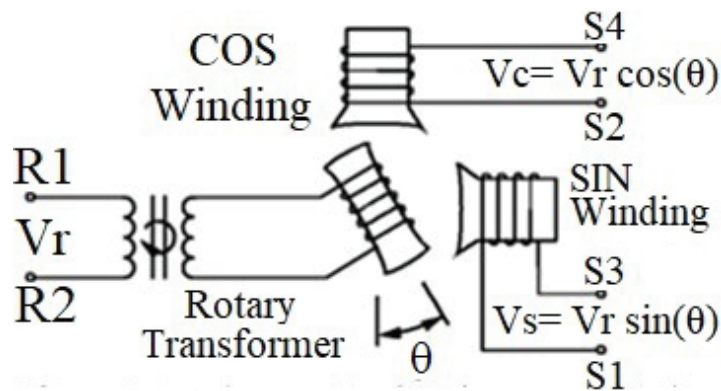 COS
Winding
S4
Vc= Vr cos(θ)
S2
R1
Vr
R2
Rotary
Transformer
θ
SIN
Winding
S3
Vs= Vr sin(θ)
S1